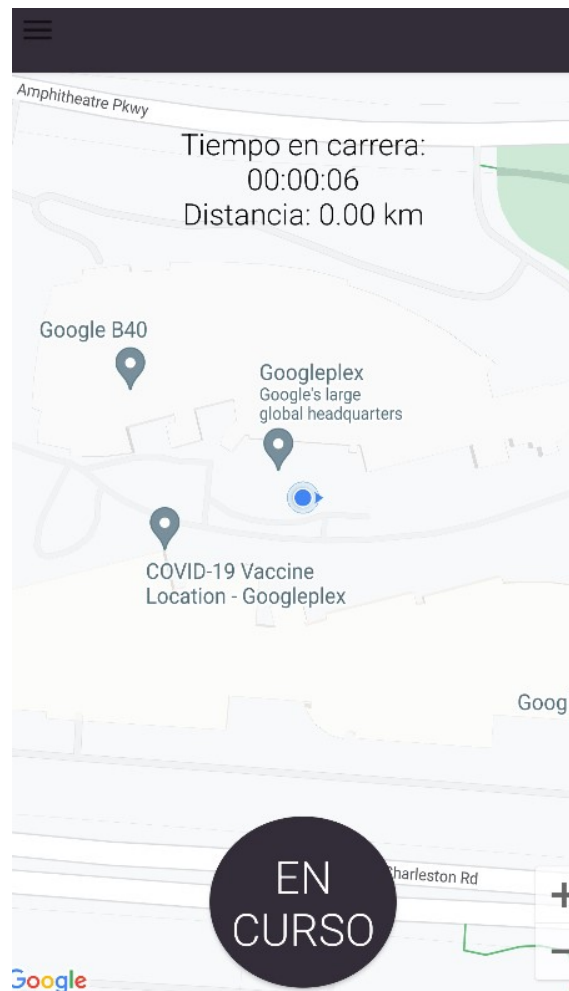 Amphitheatre Pkwy
Tiempo en carrera:
00:00:06
Distancia: 0.00 km
Google B40
Googleplex
Google's large
global headquarters
COVID-19 Vaccine
Location - Googleplex
Goog
EN
CURSO
harleston Rd
+
−
Google